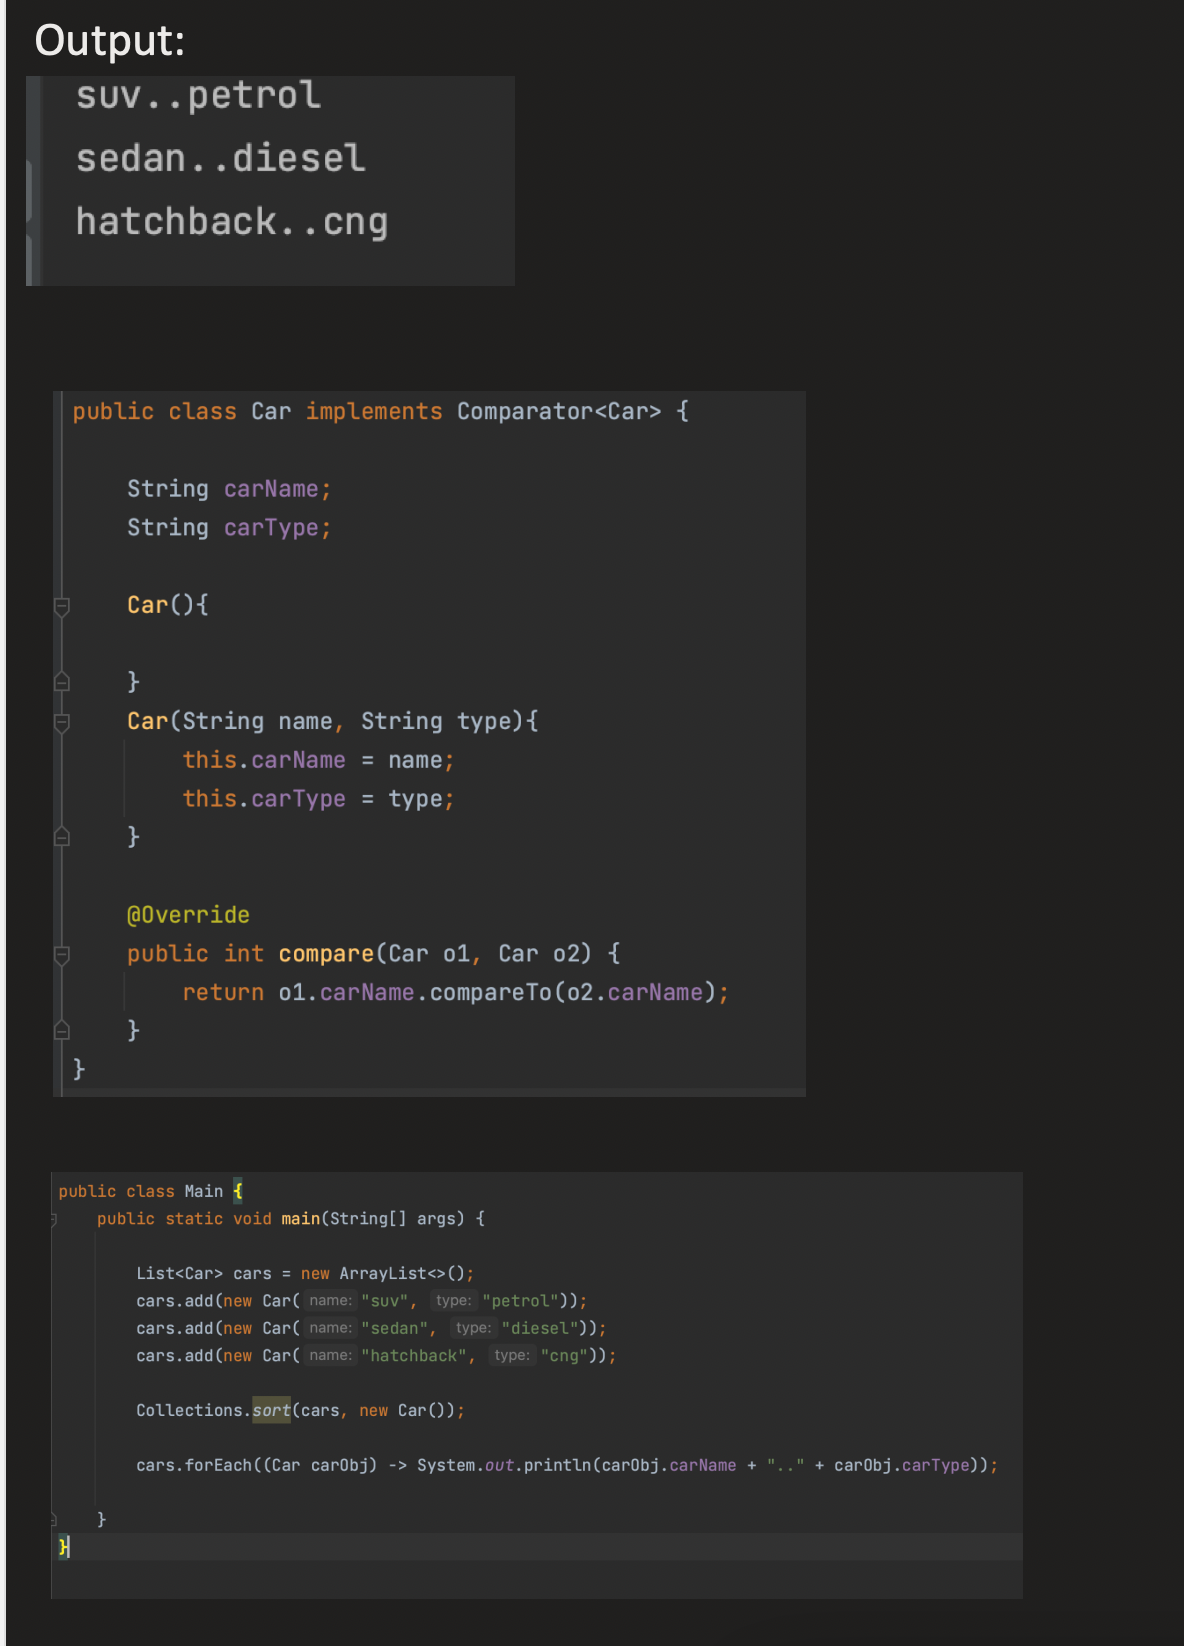 Output:
suv..petrol
sedan..diesel
hatchback..cng
public class Car implements Comparator<Car> {
String carName;
String carType;
Car(){
}
Car(String name, String type){
this.carName = name;
this.carType = type;
}
@Override
public int compare(Car o1, Car o2) {
return o1.carName.compareTo(o2.carName);
}
}
public class Main {
public static void main(String[] args) {
List<Car> cars = new ArrayList<>();
cars.add(new Car( name: "suv", type: "petrol"));
cars.add(new Car( name: "sedan", type: "diesel"));
cars.add(new Car( name: "hatchback", type: "cng"));
Collections.sort(cars, new Car());
cars.forEach((Car carObj) -> System.out.println(carObj.carName + ".." + carObj.carType));
}
}